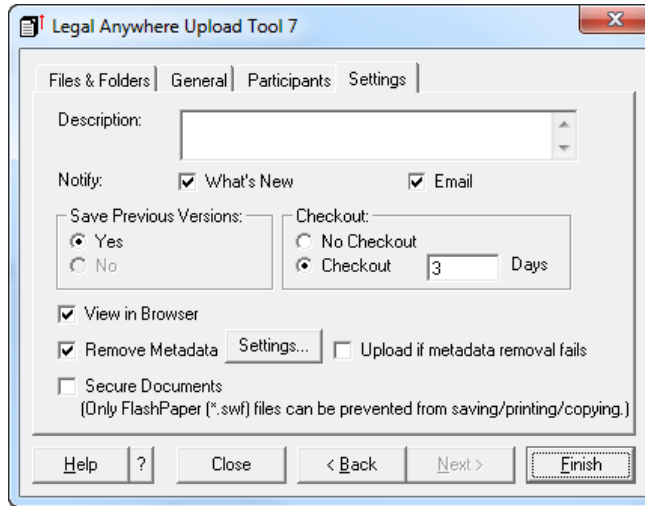 Legal Anywhere Upload Tool 7
Files & Folders General Participants Settings
Description:
Notify: What's New Email
Save Previous Versions: Checkout:
Yes No Checkout
No Checkout 3 Days
View in Browser
Remove Metadata Settings... Upload if metadata removal fails
Secure Documents
(Only FlashPaper (*.swf) files can be prevented from saving/printing/copying.)
Help ? Close < Back Next > Finish